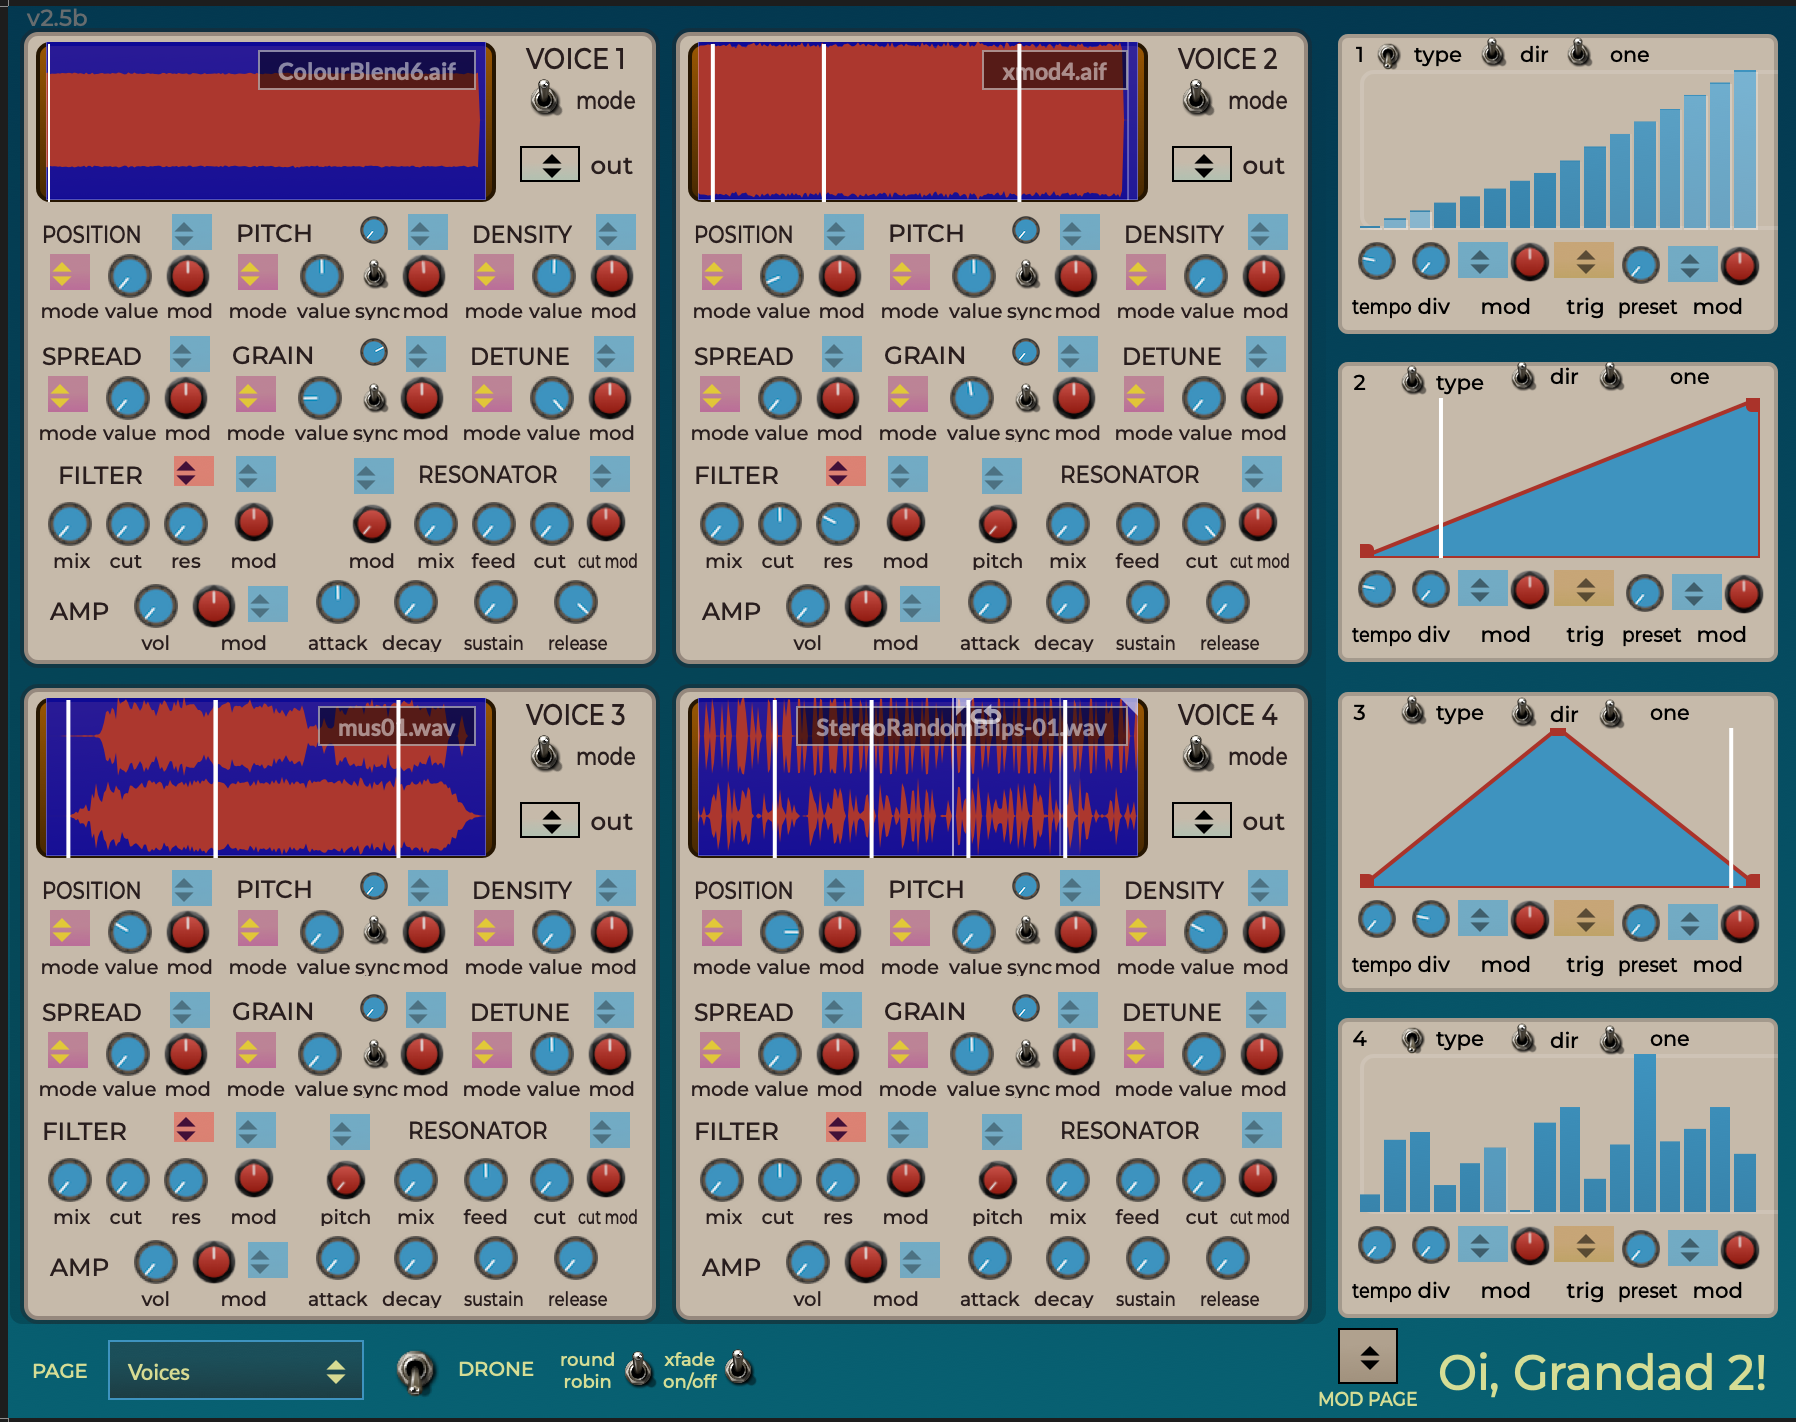 v2.5b
ColourBlend6.aif
VOICE 1
mode
out
POSITION PITCH DENSITY
mode value mod mode value sync mod mode value mod
SPREAD GRAIN DETUNE
mode value mod mode value sync mod mode value mod
FILTER RESONATOR
mix cut res mod mod mix feed cut cut mod
AMP
vol mod attack decay sustain release
xmod4.aif
VOICE 2
mode
out
POSITION PITCH DENSITY
mode value mod mode value sync mod mode value mod
SPREAD GRAIN DETUNE
mode value mod mode value sync mod mode value mod
FILTER RESONATOR
mix cut res mod pitch mix feed cut cut mod
AMP
vol mod attack decay sustain release
mus01.wav
VOICE 3
mode
out
POSITION PITCH DENSITY
mode value mod mode value sync mod mode value mod
SPREAD GRAIN DETUNE
mode value mod mode value sync mod mode value mod
FILTER RESONATOR
mix cut res mod pitch mix feed cut cut mod
AMP
vol mod attack decay sustain release
StereoRandomBlips-01.wav
VOICE 4
mode
out
POSITION PITCH DENSITY
mode value mod mode value sync mod mode value mod
SPREAD GRAIN DETUNE
mode value mod mode value sync mod mode value mod
FILTER RESONATOR
mix cut res mod pitch mix feed cut cut mod
AMP
vol mod attack decay sustain release
1 type dir one
tempo div mod trig preset mod
2 type dir one
tempo div mod trig preset mod
3 type dir one
tempo div mod trig preset mod
4 type dir one
tempo div mod trig preset mod
PAGE Voices DRONE
round
robin
xfade
on/off
MOD PAGE
Oi, Grandad 2!